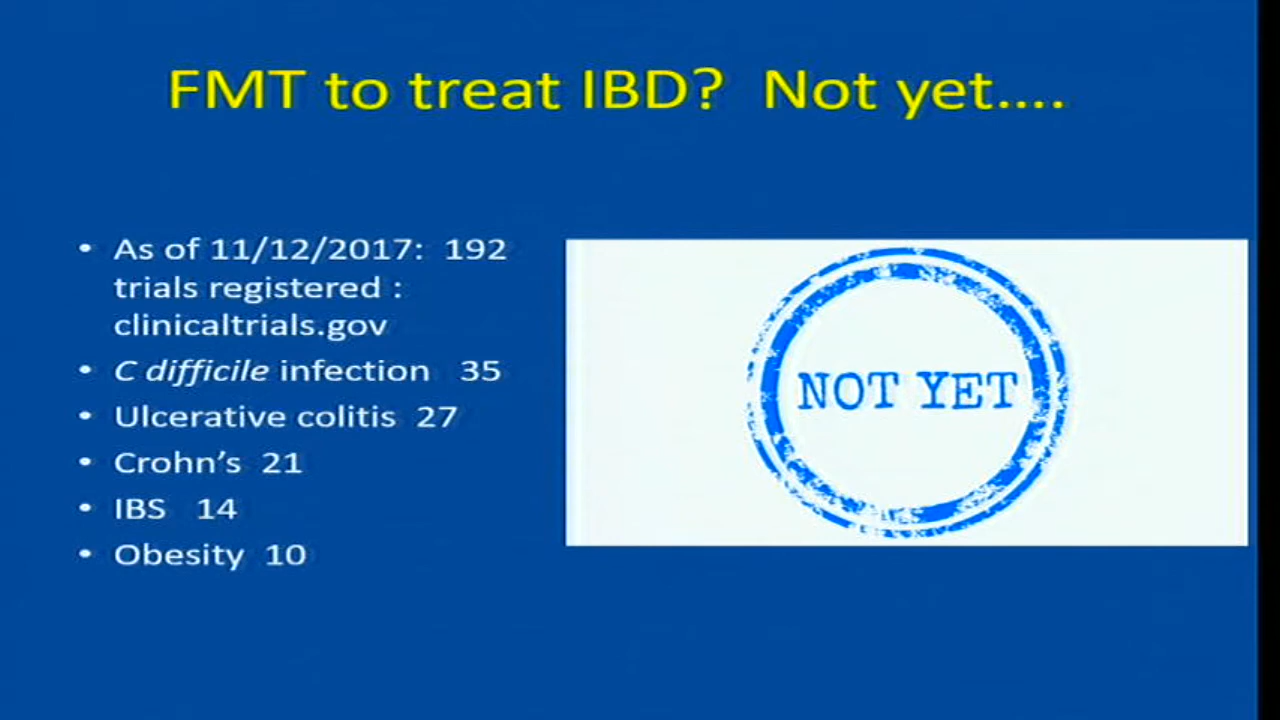 FMT to treat IBD?  Not yet....
• As of 11/12/2017:  192
trials registered :
clinicaltrials.gov
• C difficile infection   35
• Ulcerative colitis  27
• Crohn’s  21
• IBS   14
• Obesity  10
NOT YET